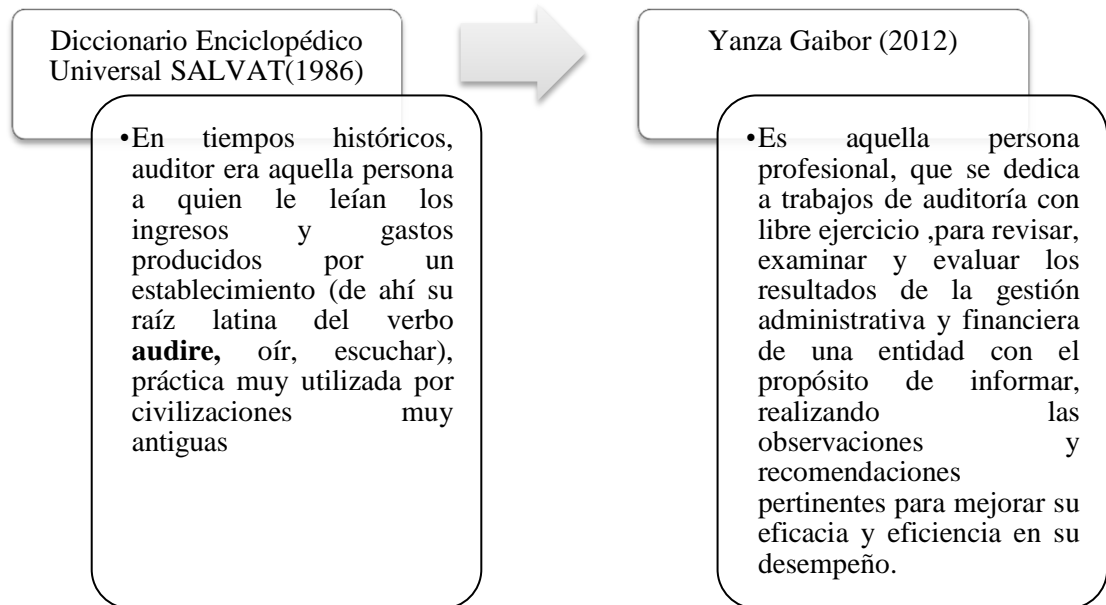 Diccionario Enciclopédico
Universal SALVAT(1986)
•En tiempos históricos,
auditor era aquella persona
a quien le leían los
ingresos y gastos
producidos por un
establecimiento (de ahí su
raíz latina del verbo
audire, oír, escuchar),
práctica muy utilizada por
civilizaciones muy
antiguas
Yanza Gaibor (2012)
•Es aquella persona
profesional, que se dedica
a trabajos de auditoría con
libre ejercicio ,para revisar,
examinar y evaluar los
resultados de la gestión
administrativa y financiera
de una entidad con el
propósito de informar,
realizando las
observaciones y
recomendaciones
pertinentes para mejorar su
eficacia y eficiencia en su
desempeño.